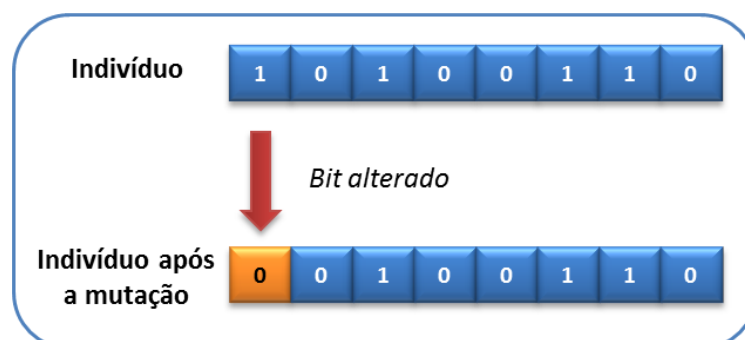 Indivíduo 1 0 1 0 0 1 1 0
Bit alterado
Indivíduo após
a mutação
0 0 1 0 0 1 1 0